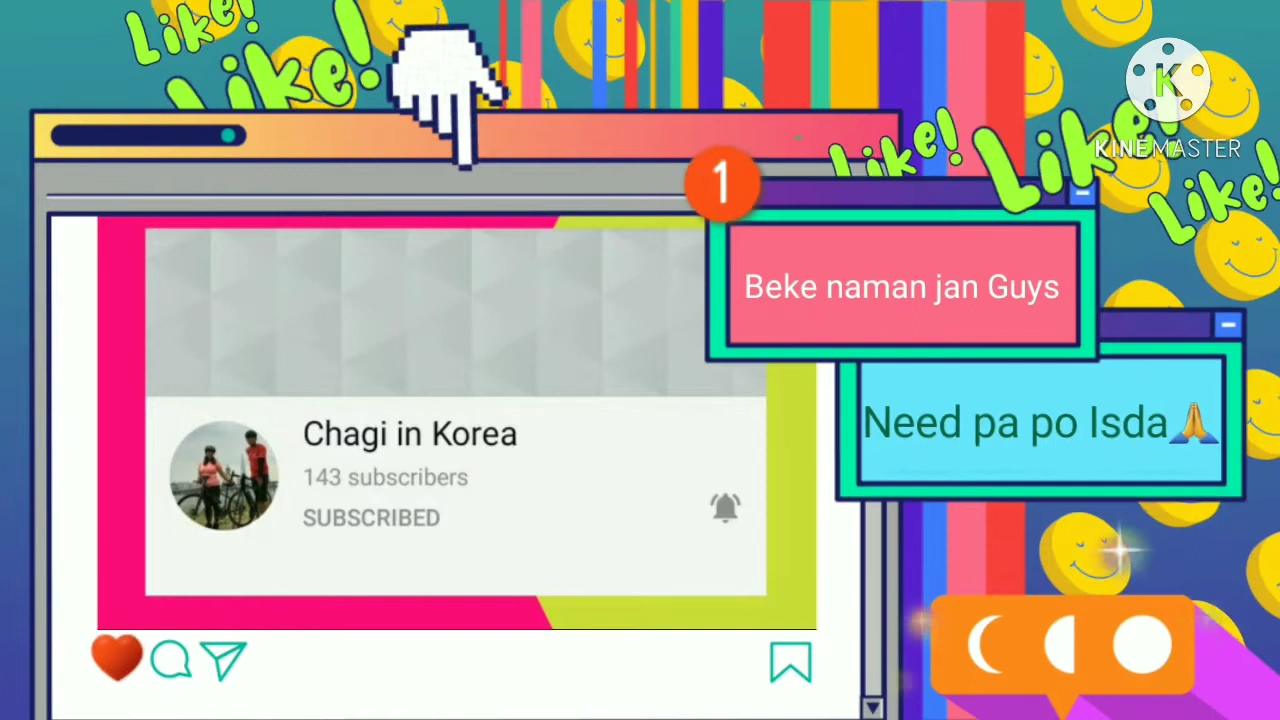 Like!
Like!
K
KINEMASTER
Like!
Like!
Like!
1
Beke naman jan Guys
Need pa po Isda🙏
Chagi in Korea
143 subscribers
SUBSCRIBED